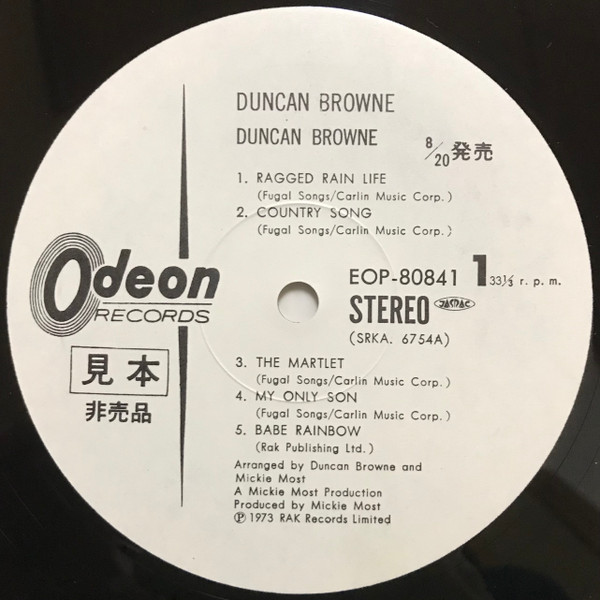 DUNCAN BROWNE
DUNCAN BROWNE
8/20発売
1. RAGGED RAIN LIFE
(Fugal Songs/Carlin Music Corp.)
2. COUNTRY SONG
(Fugal Songs/Carlin Music Corp.)
Odeon
RECORDS
EOP-80841 1 33 1/3 r. p. m.
STEREO JASRAC
(SRKA. 6754A)
見本
非売品
3. THE MARTLET
(Fugal Songs/Carlin Music Corp.)
4. MY ONLY SON
(Fugal Songs/Carlin Music Corp.)
5. BABE RAINBOW
(Rak Publishing Ltd.)
Arranged by Duncan Browne and
Mickie Most
A Mickie Most Production
Produced by Mickie Most
Ⓟ 1973 RAK Records Limited